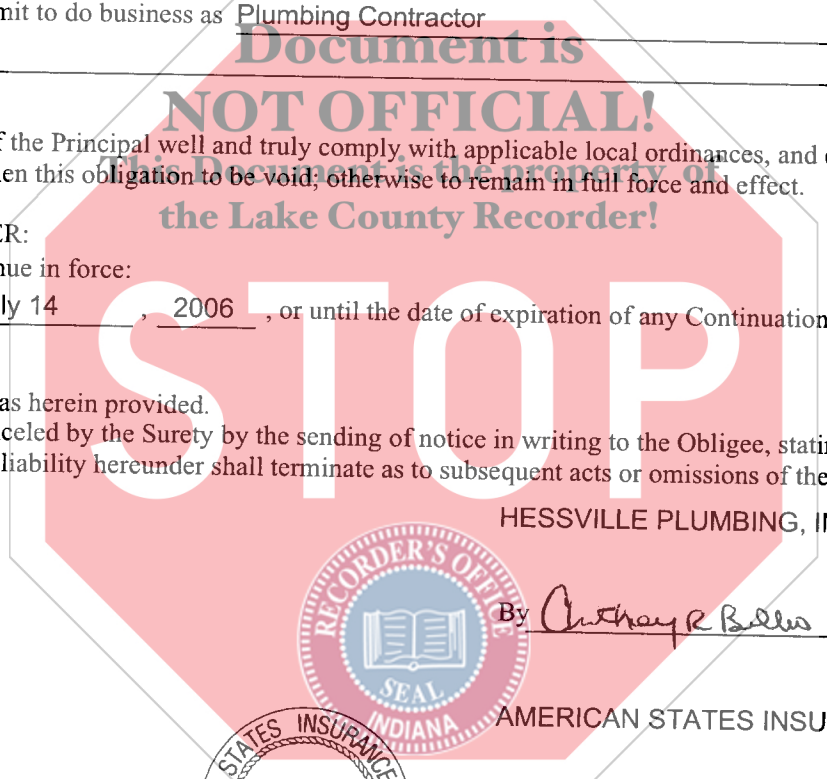 mit to do business as Plumbing Contractor
Document is
NOT OFFICIAL!
f the Principal well and truly comply with applicable local ordinances, and
This Document is the property of
en this obligation to be void; otherwise to remain in full force and effect.
the Lake County Recorder!
ER:
nue in force:
ly 14 , 2006 , or until the date of expiration of any Continuation
STOP
as herein provided.
celed by the Surety by the sending of notice in writing to the Obligee, stati
liability hereunder shall terminate as to subsequent acts or omissions of the
HESSVILLE PLUMBING, IN
RECORDER'S OFFICE
By Anthony R
SEAL
INDIANA
AMERICAN STATES INSU
STATES INSURANCE